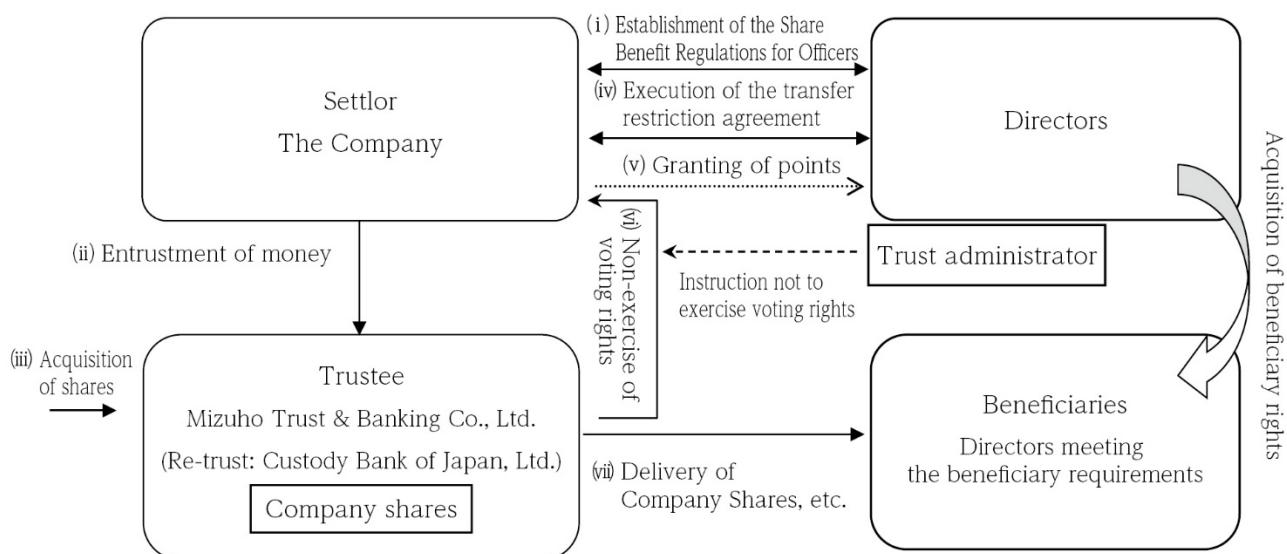 (i) Establishment of the Share
Benefit Regulations for Officers
Settlor
The Company
(iv) Execution of the transfer
restriction agreement
Directors
(v) Granting of points
Acquisition of beneficiary rights
(ii) Entrustment of money
(vi) Non-exercise of
voting rights
Trust administrator
Instruction not to
exercise voting rights
(iii) Acquisition
of shares
Trustee
Mizuho Trust & Banking Co., Ltd.
(Re-trust: Custody Bank of Japan, Ltd.)
Company shares
Beneficiaries
Directors meeting
the beneficiary requirements
(vii) Delivery of
Company Shares, etc.